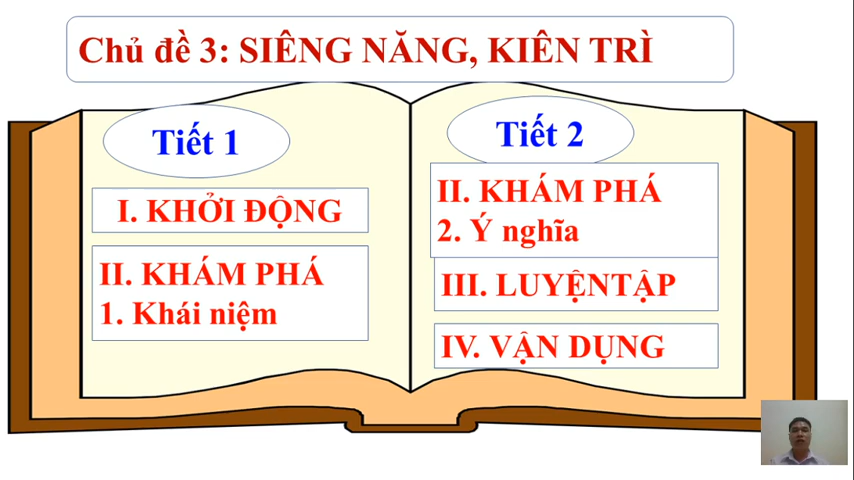 Chủ đề 3: SIÊNG NĂNG, KIÊN TRÌ
Tiết 1
I. KHỞI ĐỘNG
II. KHÁM PHÁ
1. Khái niệm
Tiết 2
II. KHÁM PHÁ
2. Ý nghĩa
III. LUYỆNTẬP
IV. VẬN DỤNG